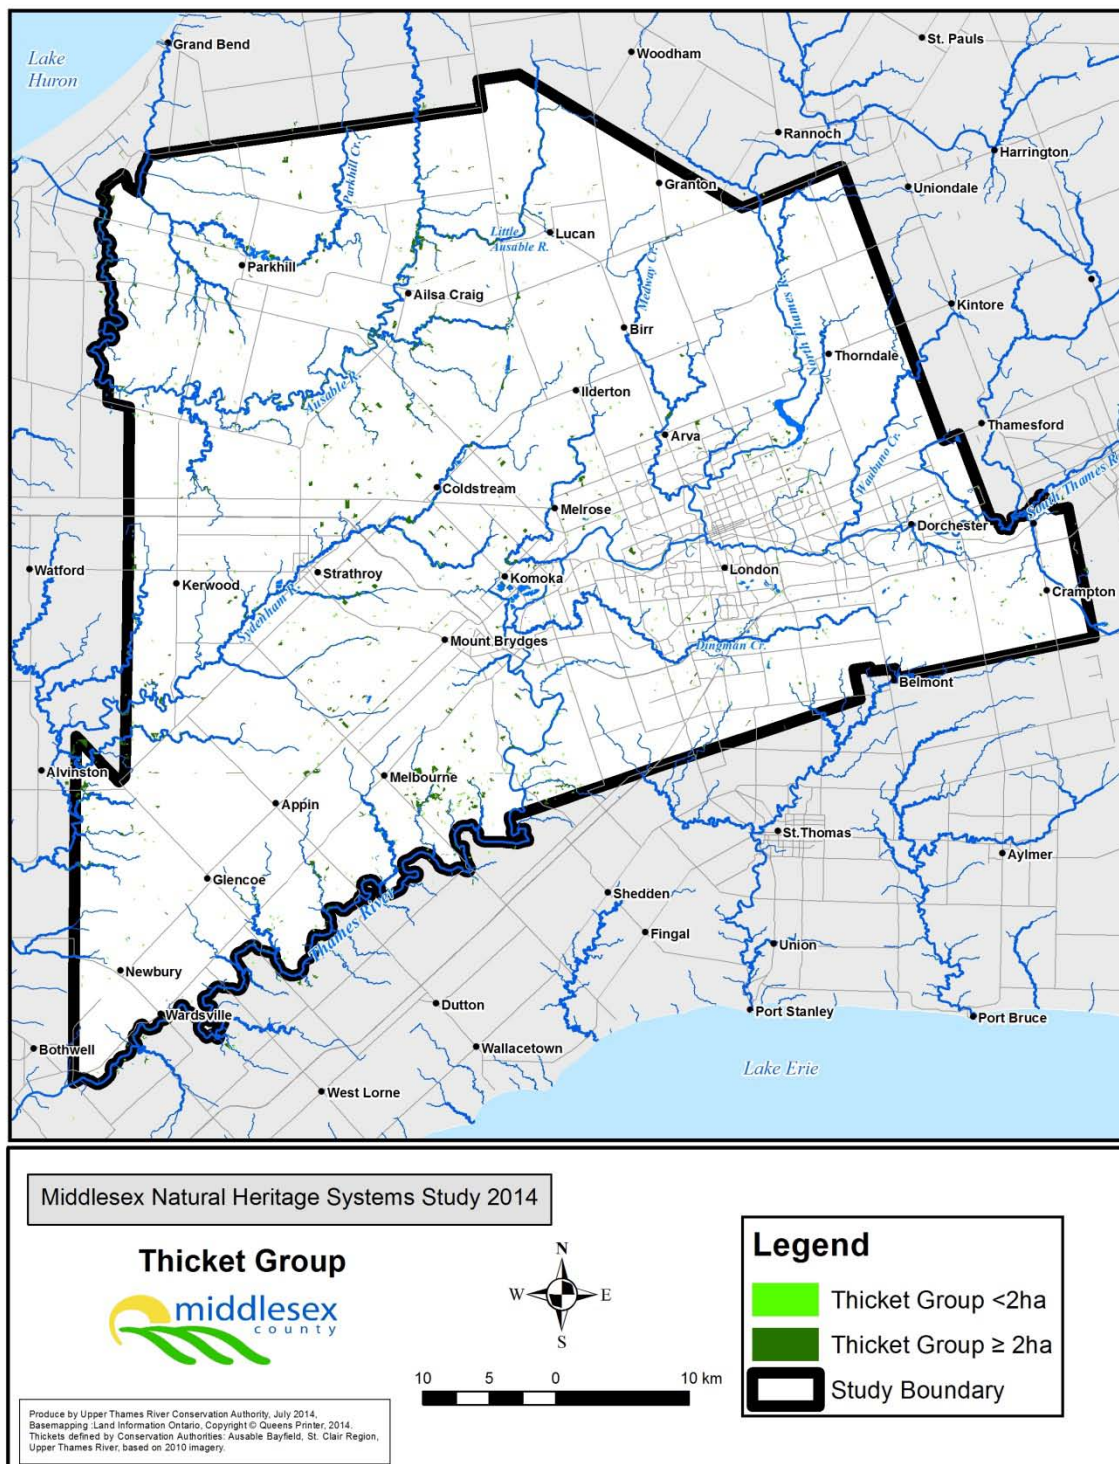 Lake
Huron
Grand Bend
Woodham
St. Pauls
Rannoch
Harrington
Parkhill Cr.
Granton
Uniondale
Little
Ausable R.
Lucan
Parkhill
Medway Cr.
North Thames R.
Ailsa Craig
Kintore
Birr
Thorndale
Ausable R.
Ilderton
Arva
Thamesford
Waubuno Cr.
Coldstream
South Thames R.
Melrose
Dorchester
Watford
Kerwood
Strathroy
Sydenham R.
Komoka
London
Crampton
Mount Brydges
Dingman Cr.
Belmont
Alvinston
Melbourne
Appin
St.Thomas
Aylmer
Glencoe
Shedden
Thames River
Fingal
Union
Newbury
Dutton
Wardsville
Port Stanley
Port Bruce
Bothwell
Wallacetown
Lake Erie
West Lorne
Middlesex Natural Heritage Systems Study 2014
Thicket Group
middlesex
county
N
W E
S
10 5 0 10 km
Legend
Thicket Group <2ha
Thicket Group ≥ 2ha
Study Boundary
Produce by Upper Thames River Conservation Authority, July 2014,
Basemapping :Land Information Ontario, Copyright © Queens Printer, 2014.
Thickets defined by Conservation Authorities: Ausable Bayfield, St. Clair Region,
Upper Thames River, based on 2010 imagery.